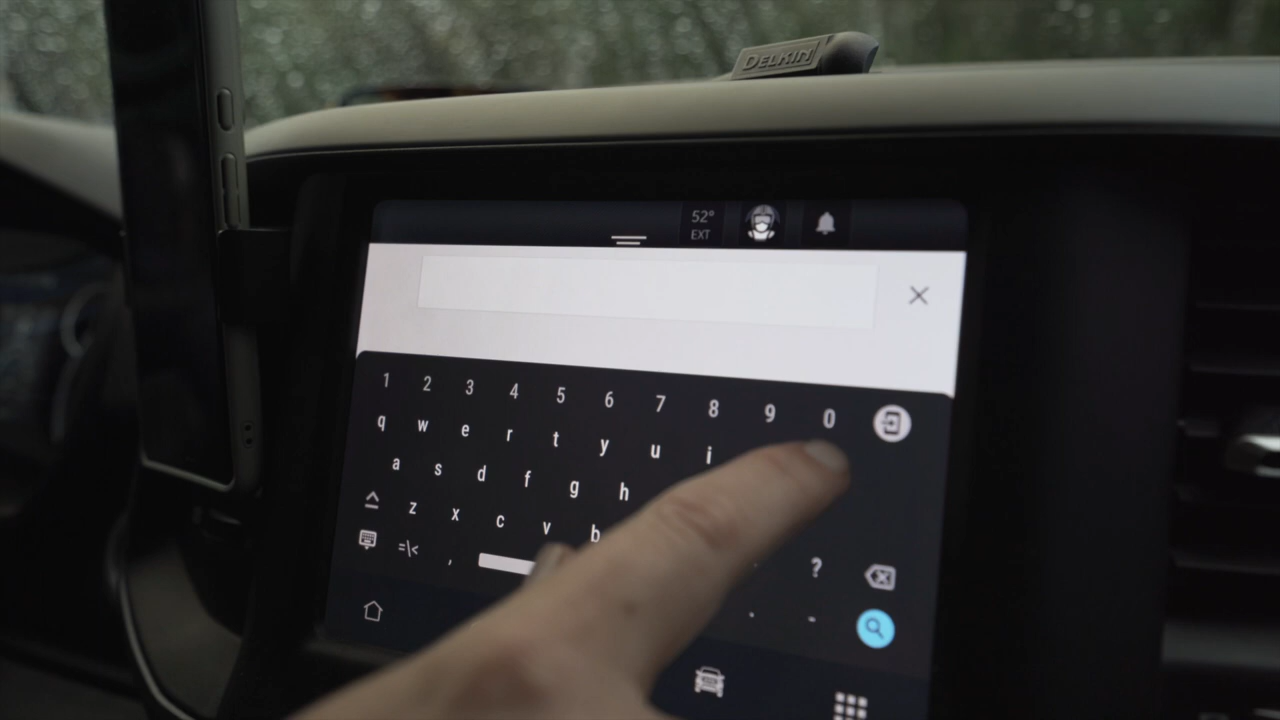 DELKIN
52°
EXT
1 2 3 4 5 6 7 8 9 0
q w e r t y u i
a s d f g h
z x c v b ?
=\< , . -